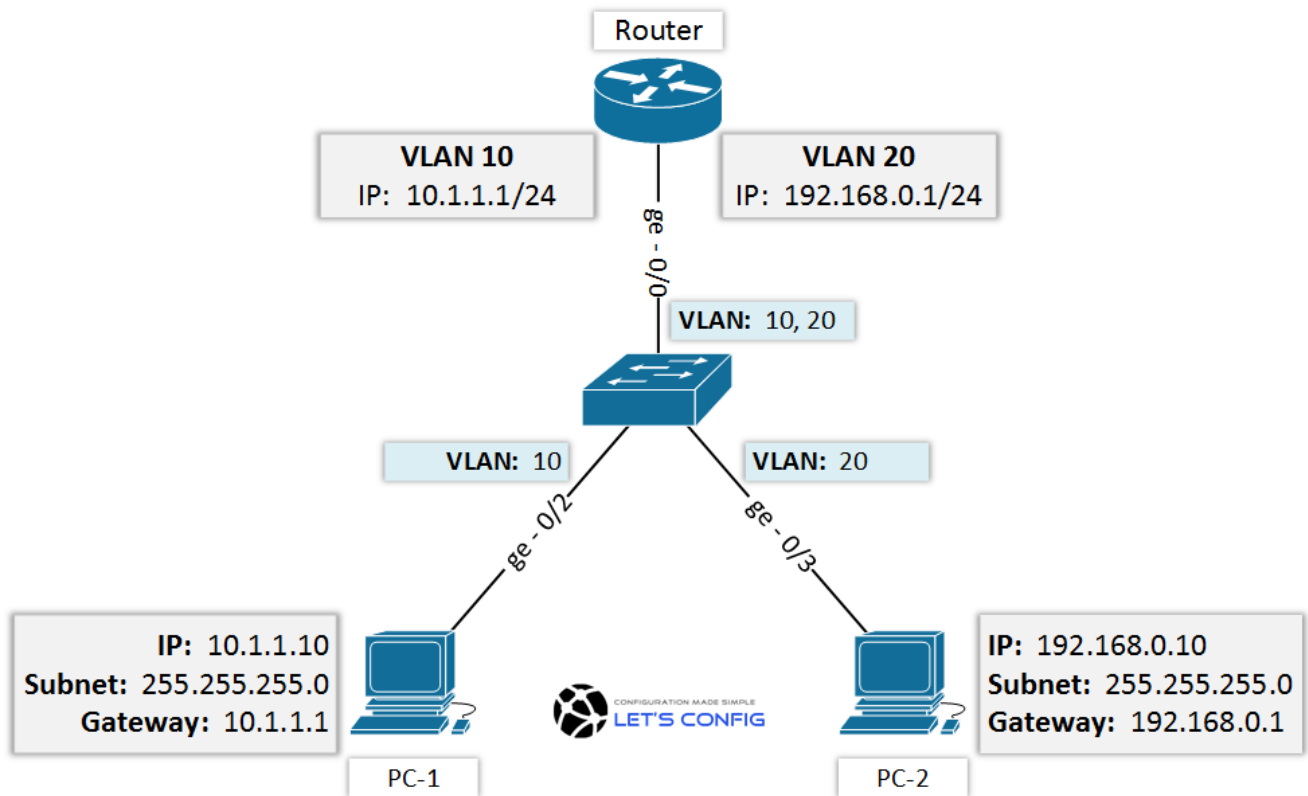 Router
VLAN 10
IP: 10.1.1.1/24
VLAN 20
IP: 192.168.0.1/24
ge - 0/0
VLAN: 10, 20
VLAN: 10
VLAN: 20
ge - 0/2
ge - 0/3
IP: 10.1.1.10
Subnet: 255.255.255.0
Gateway: 10.1.1.1
IP: 192.168.0.10
Subnet: 255.255.255.0
Gateway: 192.168.0.1
CONFIGURATION MADE SIMPLE
LET'S CONFIG
PC-1
PC-2